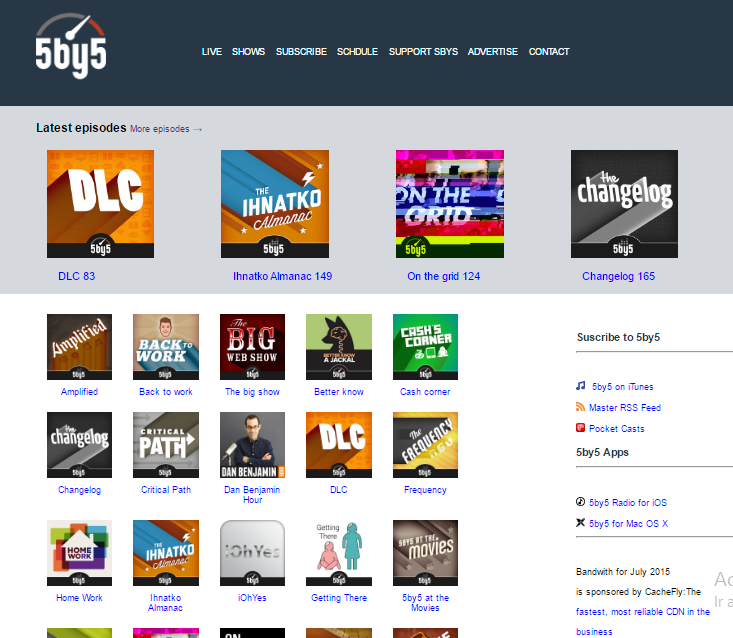 5by5
LIVE SHOWS SUBSCRIBE SCHDULE SUPPORT 5BYS ADVERTISE CONTACT
Latest episodes More episodes →
DLC
5by5
THE IHNATKO Almanac
5by5
ON THE GRID
5by5
the changelog
5by5
DLC 83
Ihnatko Almanac 149
On the grid 124
Changelog 165
Amplified
5by5
BACK TO WORK
5by5
The BIG WEB SHOW
5by5
BETTER KNOW A JACKAL
5by5
CASH'S CORNER
5by5
Amplified
Back to work
The big show
Better know
Cash corner
the changelog
5by5
CRITICAL PATH
5by5
DAN BENJAMIN
DLC
5by5
The FREQUENCY
5by5
Changelog
Critical Path
Dan Benjamin
Hour
DLC
Frequency
HOME WORK
5by5
THE IHNATKO Almanac
5by5
iOhYes
5by5
Getting There
5by5
5BY5 AT THE MOVIES
5by5
Home Work
Ihnatko
Almanac
iOhYes
Getting There
5by5 at the
Movies
ON
Suscribe to 5by5
5by5 on iTunes
Master RSS Feed
Pocket Casts
5by5 Apps
5by5 Radio for iOS
5by5 for Mac OS X
Bandwith for July 2015
is sponsored by CacheFly:The
fastest, most reliable CDN in the
business
Ac
Ir a